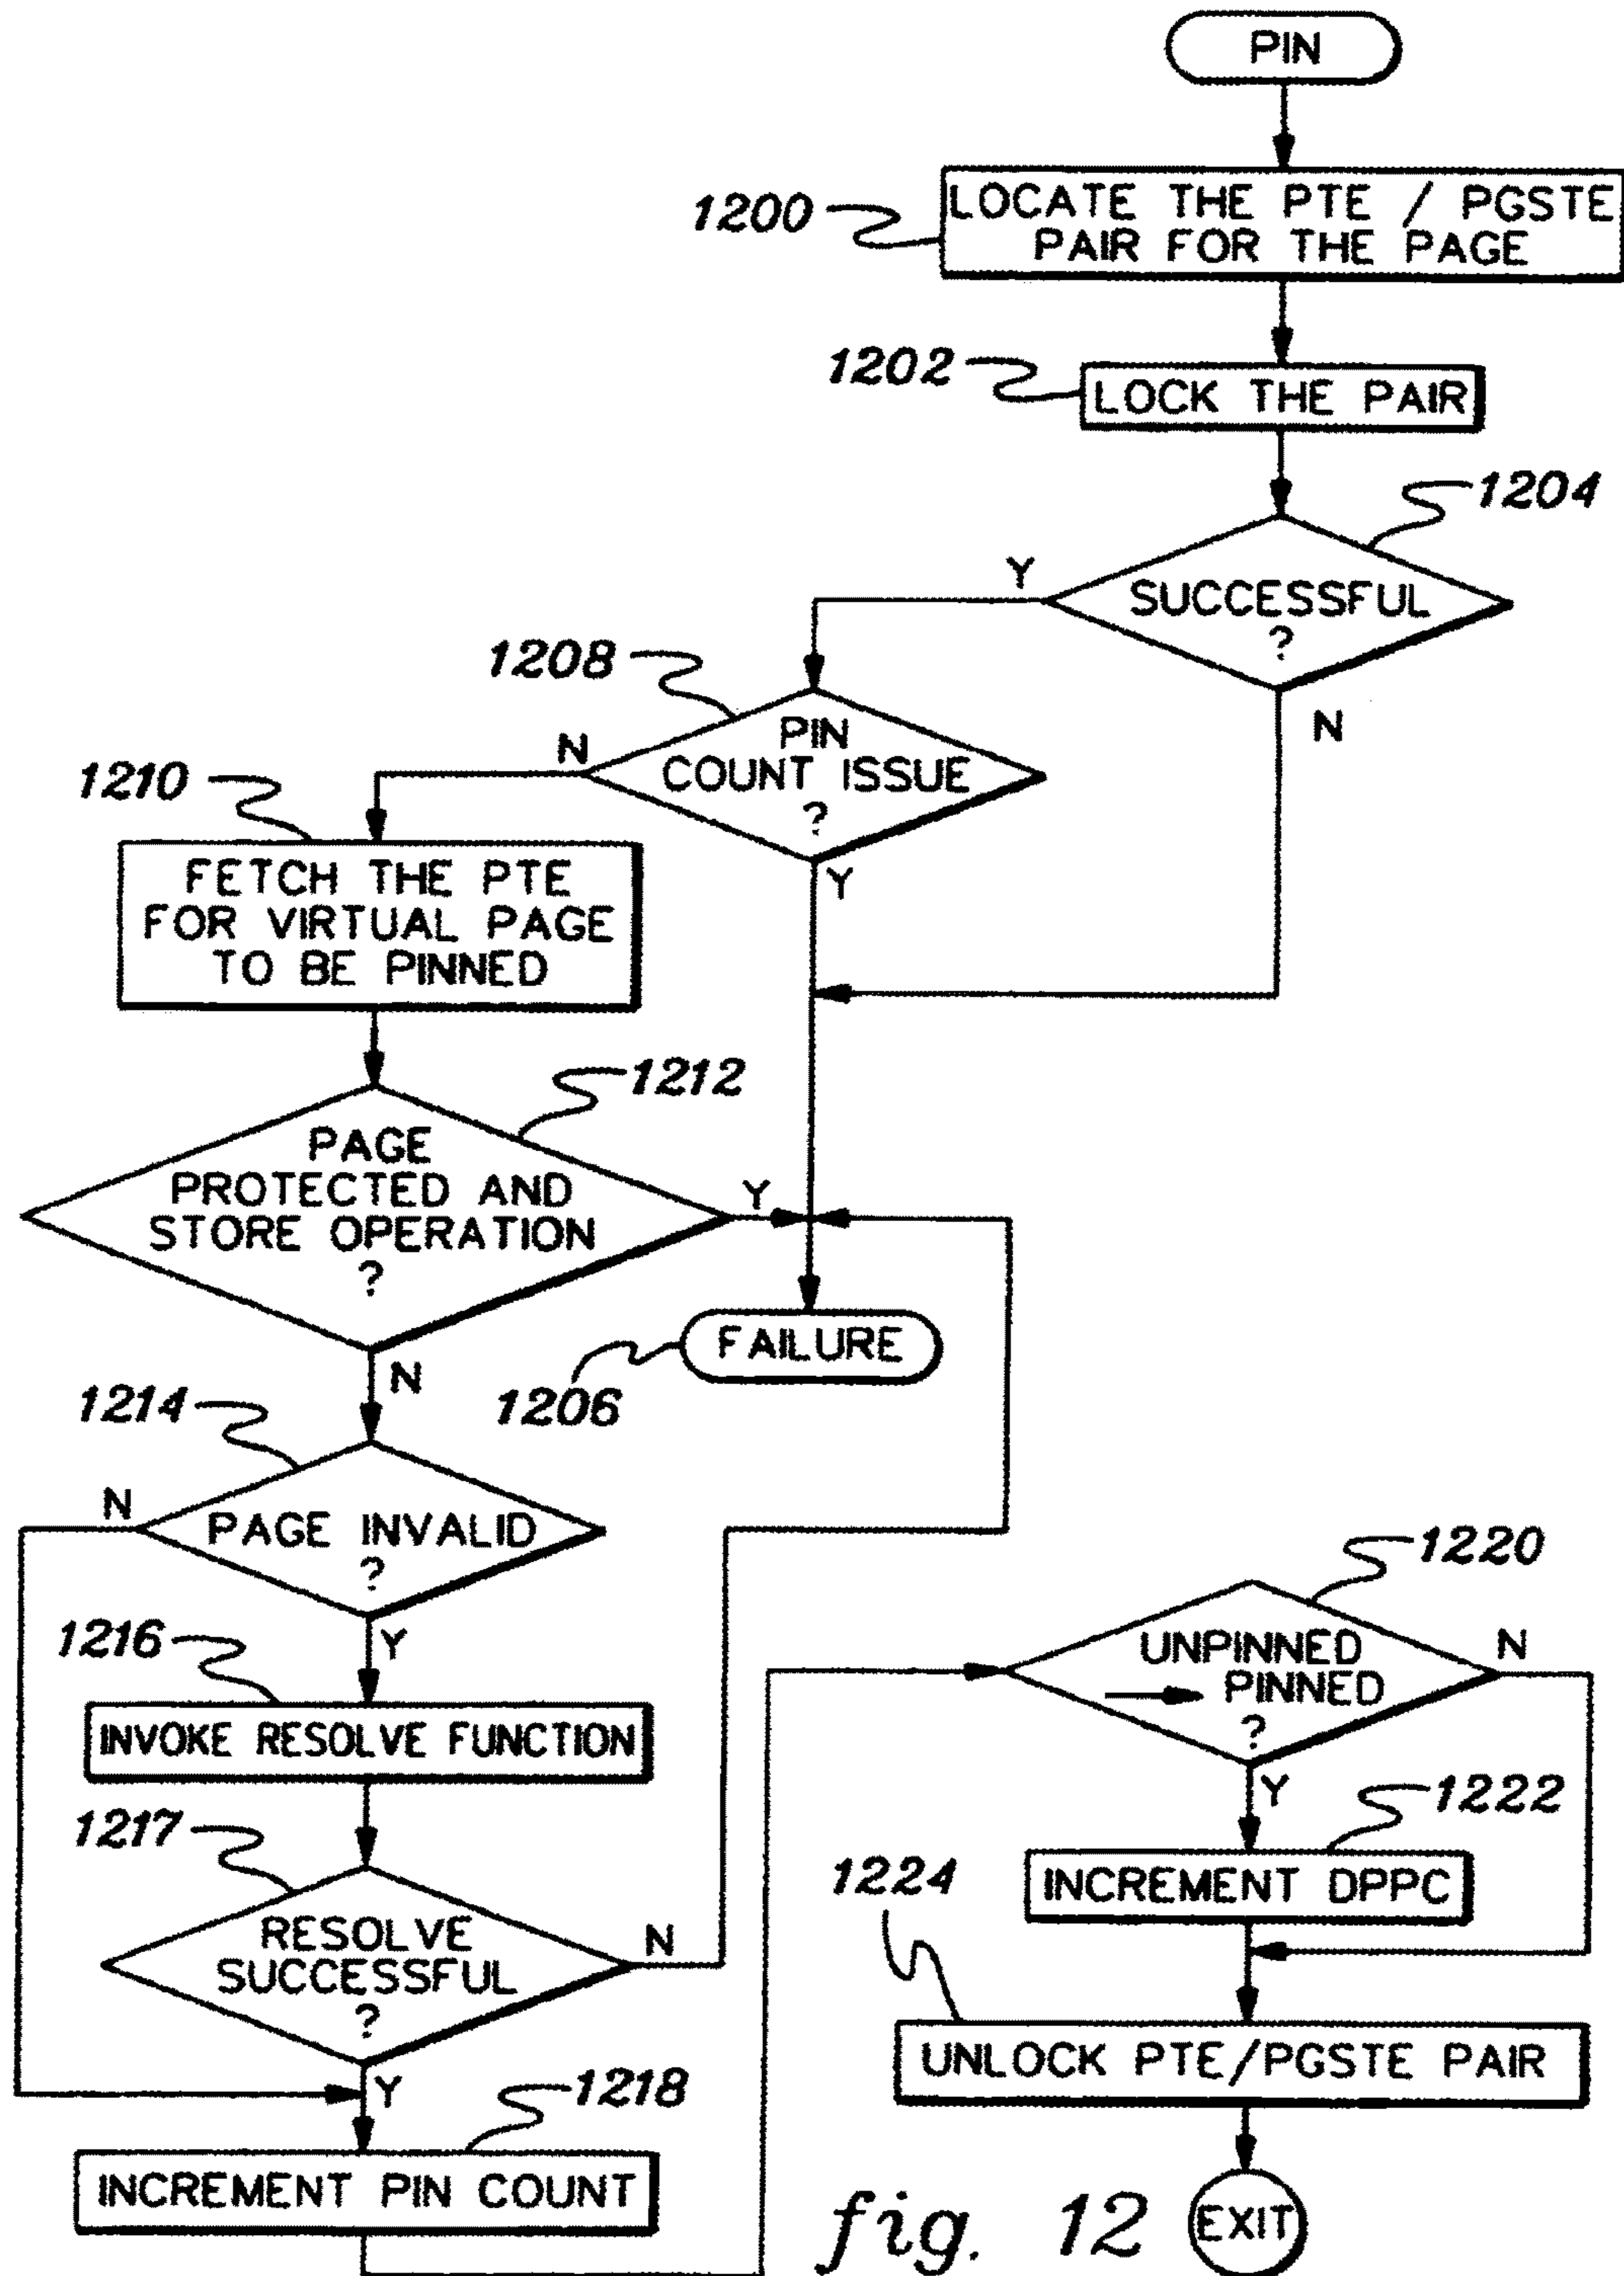 PIN
1200
LOCATE THE PTE / PGSTE
PAIR FOR THE PAGE
1202
LOCK THE PAIR
1204
SUCCESSFUL
?
Y
N
1208
PIN
COUNT ISSUE
?
N
Y
1210
FETCH THE PTE
FOR VIRTUAL PAGE
TO BE PINNED
1212
PAGE
PROTECTED AND
STORE OPERATION
?
Y
N
FAILURE
1206
1214
PAGE INVALID
?
N
Y
1216
INVOKE RESOLVE FUNCTION
1217
RESOLVE
SUCCESSFUL
?
N
Y
1218
INCREMENT PIN COUNT
1220
UNPINNED
→ PINNED
?
N
Y
1222
INCREMENT DPPC
1224
UNLOCK PTE/PGSTE PAIR
EXIT
fig. 12